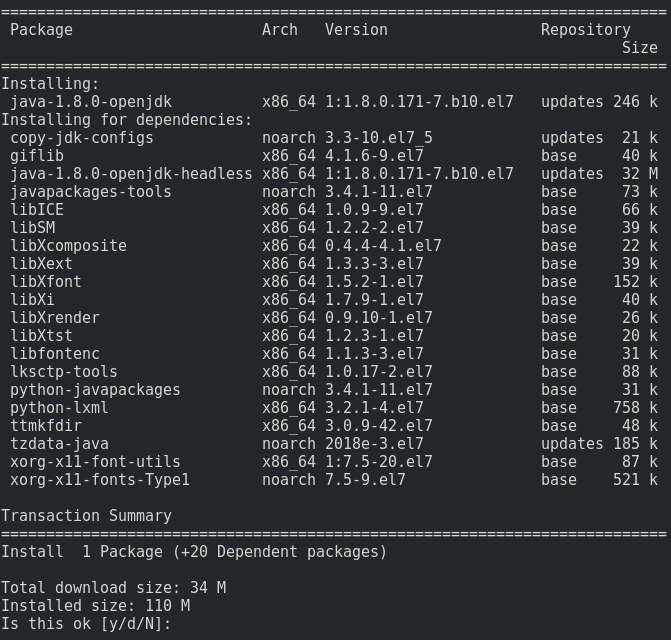 ================================================================================
 Package                    Arch   Version                 Repository
                                                                    Size
================================================================================
Installing:
 java-1.8.0-openjdk          x86_64 1:1.8.0.171-7.b10.el7   updates 246 k
Installing for dependencies:
 copy-jdk-configs            noarch 3.3-10.el7_5            updates  21 k
 giflib                      x86_64 4.1.6-9.el7             base     40 k
 java-1.8.0-openjdk-headless x86_64 1:1.8.0.171-7.b10.el7   updates  32 M
 javapackages-tools          noarch 3.4.1-11.el7            base     73 k
 libICE                      x86_64 1.0.9-9.el7             base     66 k
 libSM                       x86_64 1.2.2-2.el7             base     39 k
 libXcomposite               x86_64 0.4.4-4.1.el7           base     22 k
 libXext                     x86_64 1.3.3-3.el7             base     39 k
 libXfont                    x86_64 1.5.2-1.el7             base    152 k
 libXi                       x86_64 1.7.9-1.el7             base     40 k
 libXrender                  x86_64 0.9.10-1.el7            base     26 k
 libXtst                     x86_64 1.2.3-1.el7             base     20 k
 libfontenc                  x86_64 1.1.3-3.el7             base     31 k
 lksctp-tools                x86_64 1.0.17-2.el7            base     88 k
 python-javapackages         noarch 3.4.1-11.el7            base     31 k
 python-lxml                 x86_64 3.2.1-4.el7             base    758 k
 ttmkfdir                    x86_64 3.0.9-42.el7            base     48 k
 tzdata-java                 noarch 2018e-3.el7             updates 185 k
 xorg-x11-font-utils         x86_64 1:7.5-20.el7            base     87 k
 xorg-x11-fonts-Type1        noarch 7.5-9.el7               base    521 k

Transaction Summary
================================================================================
Install  1 Package (+20 Dependent packages)

Total download size: 34 M
Installed size: 110 M
Is this ok [y/d/N]: